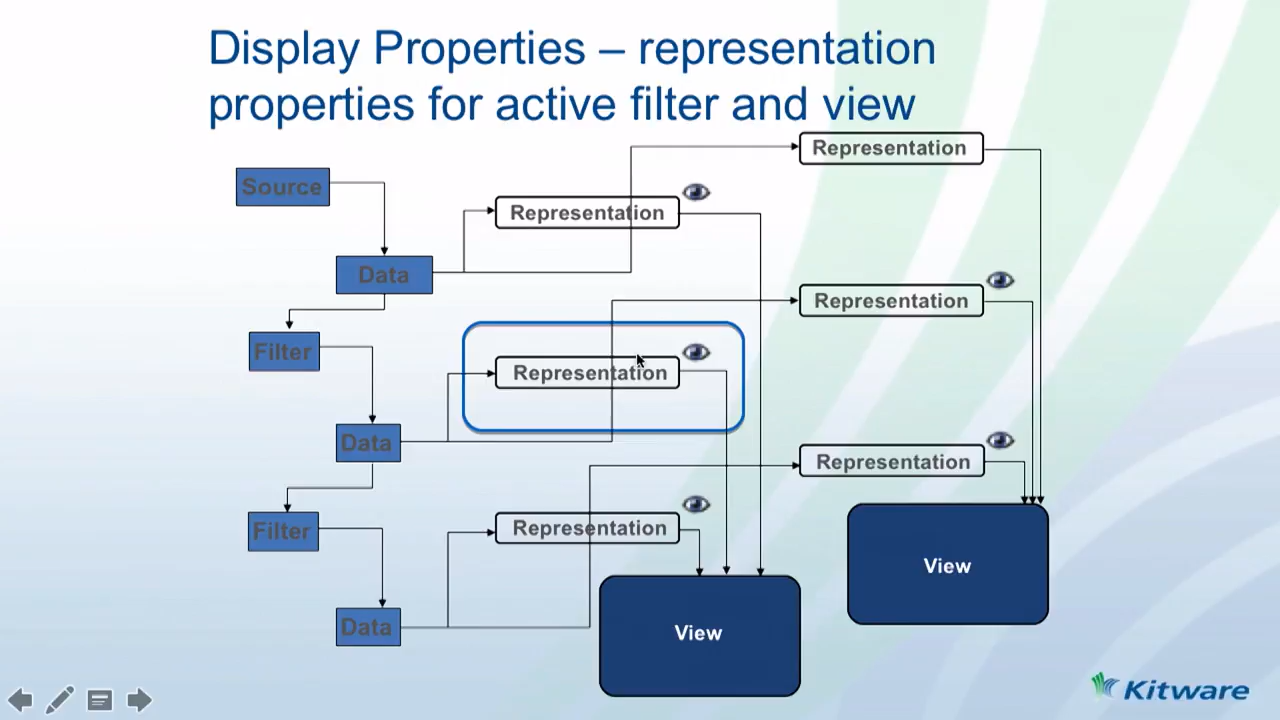 Display Properties – representation
properties for active filter and view
Representation
Source
Representation
Data
Representation
Filter
Representation
Data
Representation
Filter
Representation
View
Data
View
Kitware